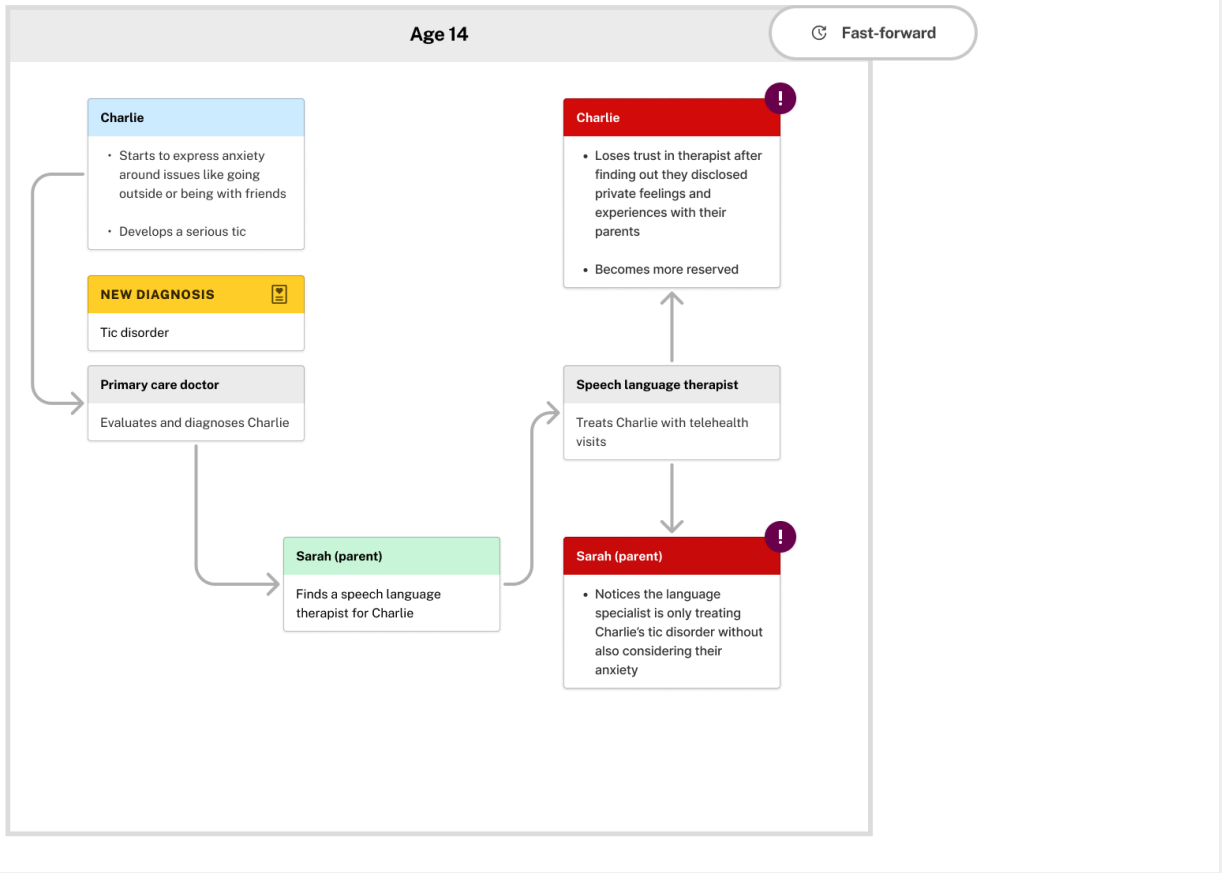 Age 14
Fast-forward
Charlie
• Starts to express anxiety
around issues like going
outside or being with friends
• Develops a serious tic
NEW DIAGNOSIS
Tic disorder
Primary care doctor
Evaluates and diagnoses Charlie
Sarah (parent)
Finds a speech language
therapist for Charlie
!
Charlie
• Loses trust in therapist after
finding out they disclosed
private feelings and
experiences with their
parents
• Becomes more reserved
Speech language therapist
Treats Charlie with telehealth
visits
!
Sarah (parent)
• Notices the language
specialist is only treating
Charlie's tic disorder without
also considering their
anxiety